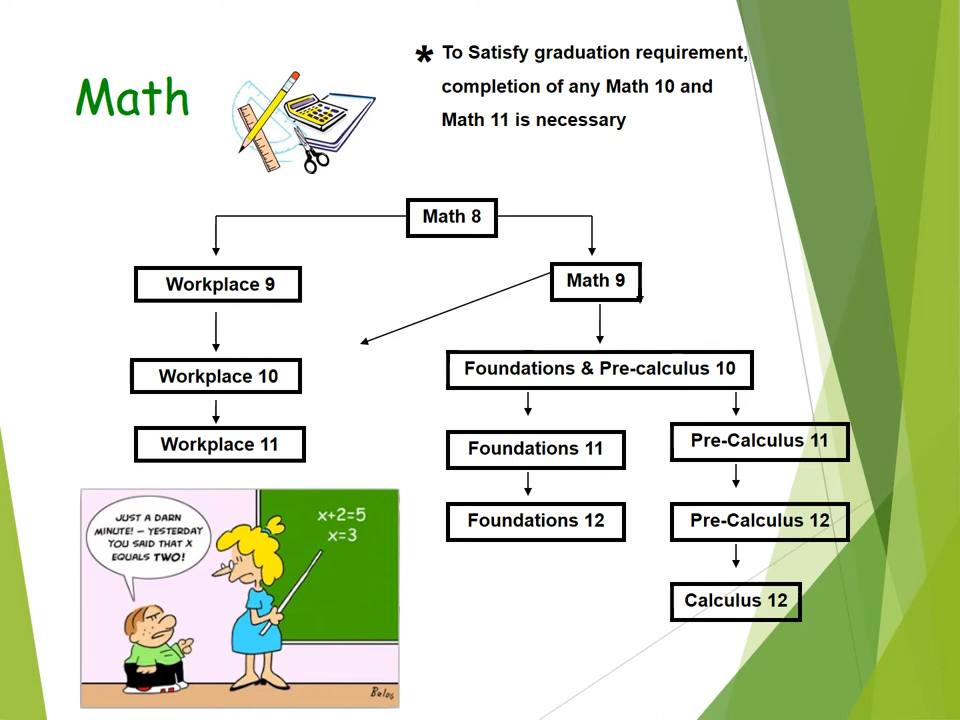 Math
* To Satisfy graduation requirement,
completion of any Math 10 and
Math 11 is necessary
Math 8
Workplace 9
Math 9
Workplace 10
Foundations & Pre-calculus 10
Workplace 11
Foundations 11
Pre-Calculus 11
Foundations 12
Pre-Calculus 12
Calculus 12
JUST A DARN
MINUTE! – YESTERDAY
YOU SAID THAT X
EQUALS TWO!
x+2=5
x=3
Belos